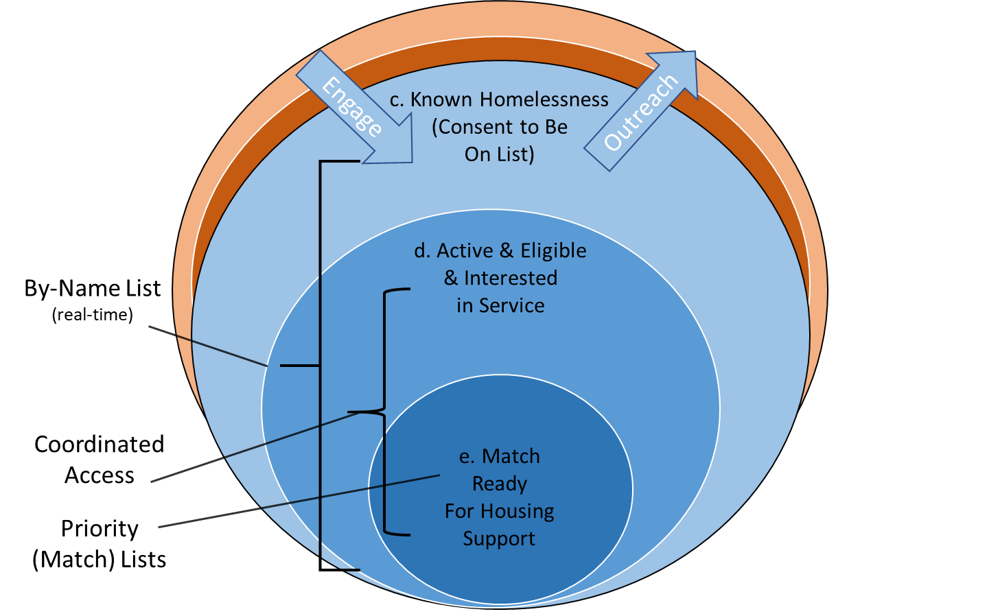 Engage
Outreach
c. Known Homelessness
(Consent to Be
On List)
d. Active & Eligible
& Interested
in Service
By-Name List
(real-time)
Coordinated
Access
e. Match
Ready
For Housing
Support
Priority
(Match) Lists